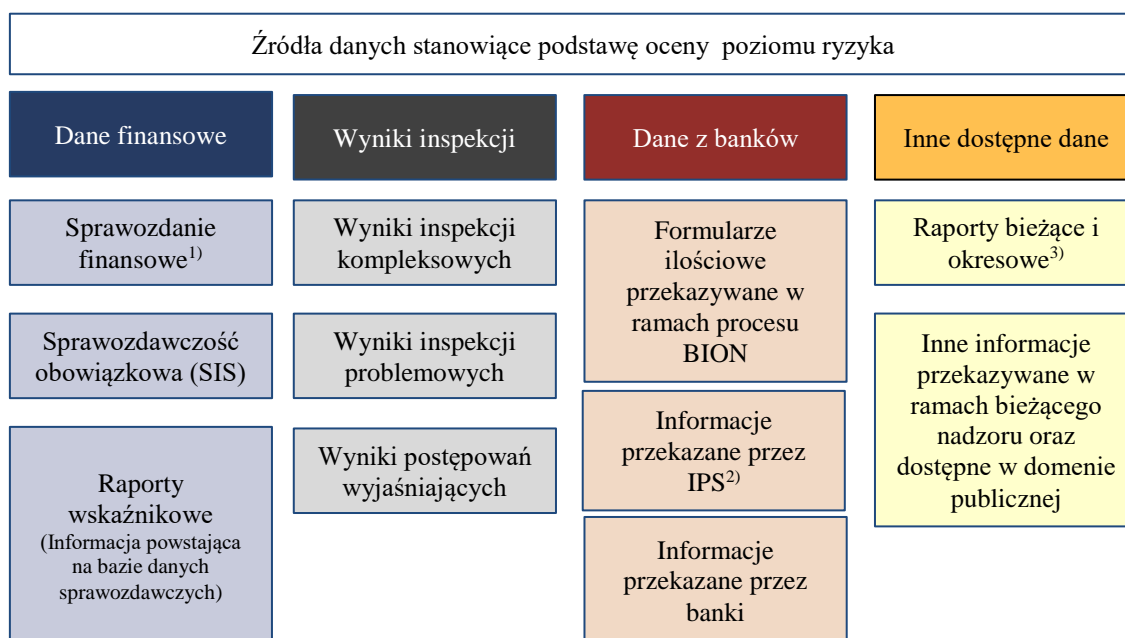 Źródła danych stanowiące podstawę oceny poziomu ryzyka
Dane finansowe
Sprawozdanie
finansowe1)
Sprawozdawczość
obowiązkowa (SIS)
Raporty
wskaźnikowe
(Informacja powstająca
na bazie danych
sprawozdawczych)
Wyniki inspekcji
Wyniki inspekcji
kompleksowych
Wyniki inspekcji
problemowych
Wyniki postępowań
wyjaśniających
Dane z banków
Formularze
ilościowe
przekazywane w
ramach procesu
BION
Informacje
przekazane przez
IPS2)
Informacje
przekazane przez
banki
Inne dostępne dane
Raporty bieżące i
okresowe3)
Inne informacje
przekazywane w
ramach bieżącego
nadzoru oraz
dostępne w domenie
publicznej